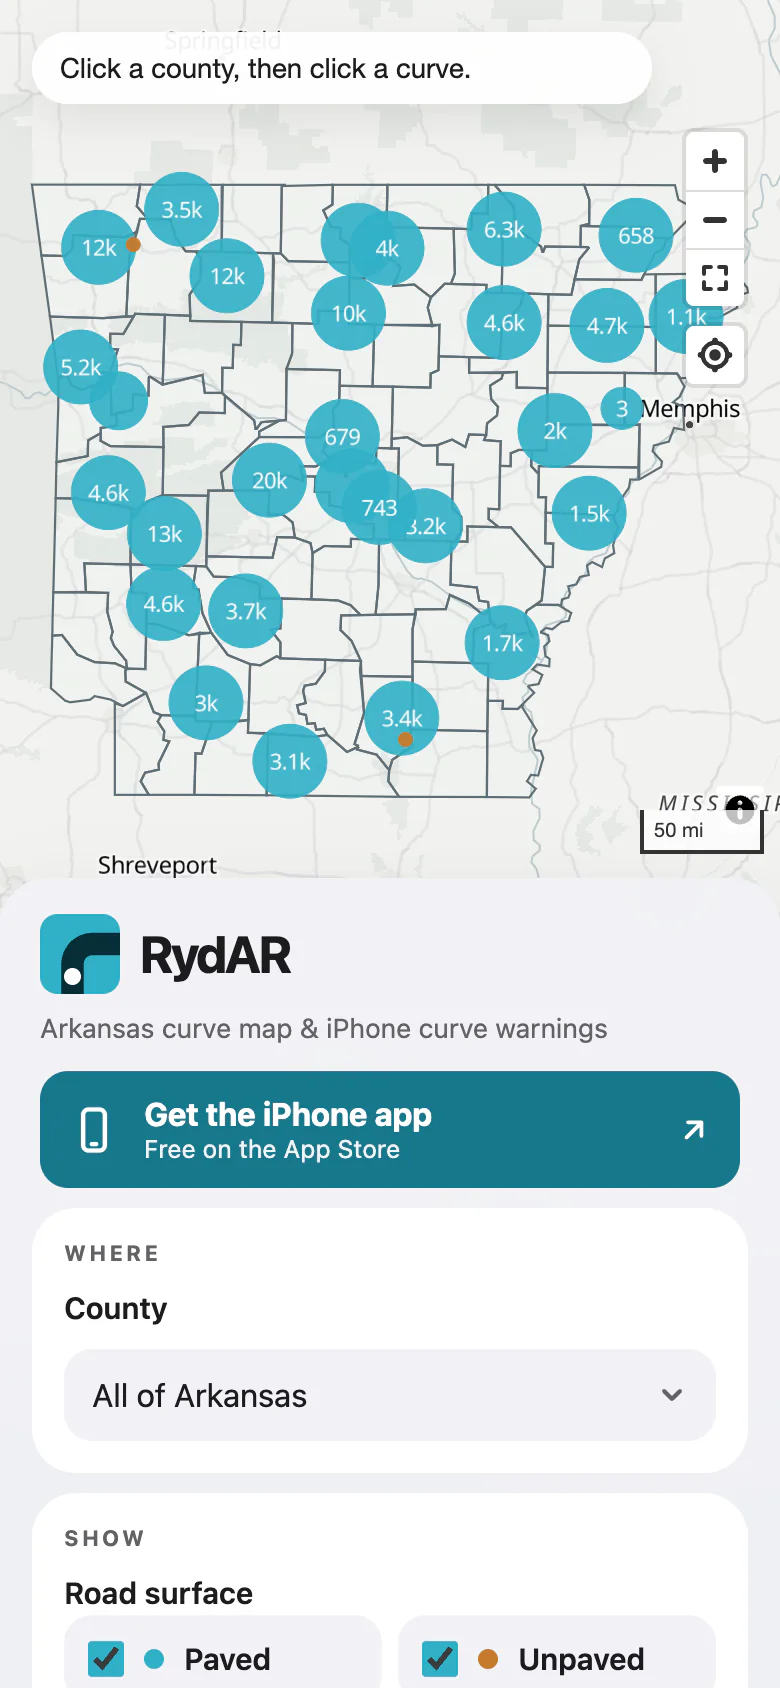 Springfield
Click a county, then click a curve.
3.5k
12k
4k
6.3k
658
12k
10k
4.6k
4.7k
1.1k
5.2k
3
Memphis
2k
679
20k
4.6k
743
3.2k
1.5k
13k
4.6k
3.7k
1.7k
3k
3.4k
3.1k
50 mi
Shreveport
RydAR
Arkansas curve map & iPhone curve warnings
Get the iPhone app
Free on the App Store
WHERE
County
All of Arkansas
SHOW
Road surface
Paved
Unpaved